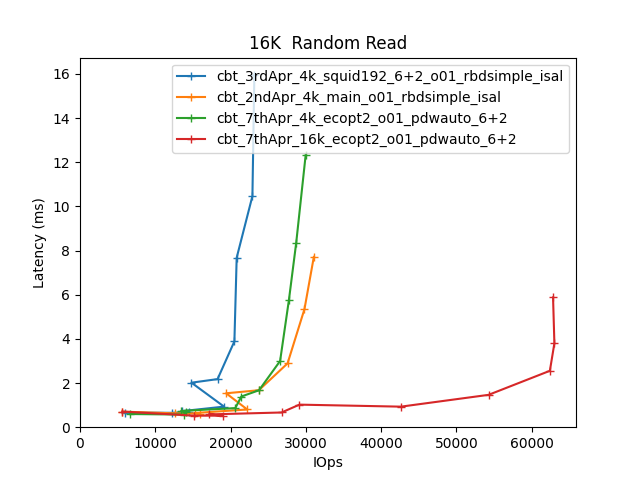 16K  Random Read
cbt_3rdApr_4k_squid192_6+2_o01_rbdsimple_isal
cbt_2ndApr_4k_main_o01_rbdsimple_isal
cbt_7thApr_4k_ecopt2_o01_pdwauto_6+2
cbt_7thApr_16k_ecopt2_o01_pdwauto_6+2
Latency (ms)
16
14
12
10
8
6
4
2
0
0 10000 20000 30000 40000 50000 60000
IOps